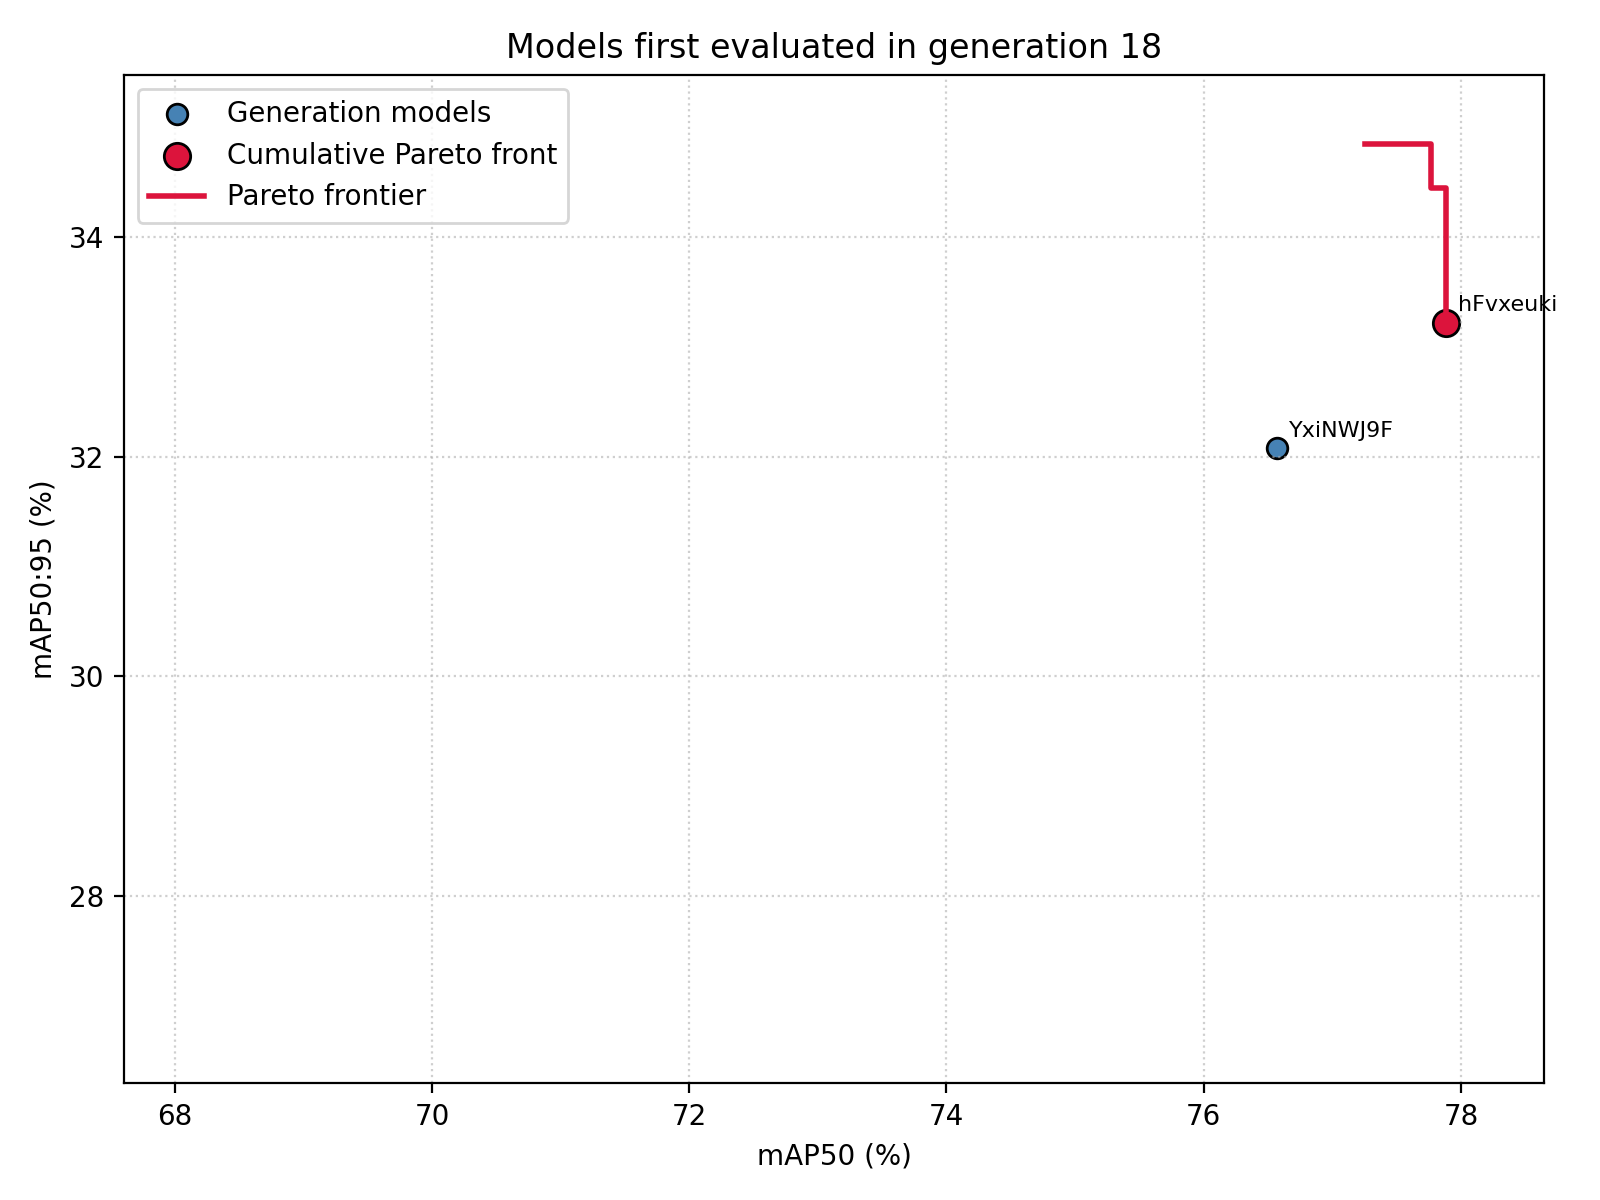 Models first evaluated in generation 18
Generation models
Cumulative Pareto front
Pareto frontier
hFvxeuki
YxiNWJ9F
34
32
30
28
mAP50:95 (%)
68 70 72 74 76 78
mAP50 (%)